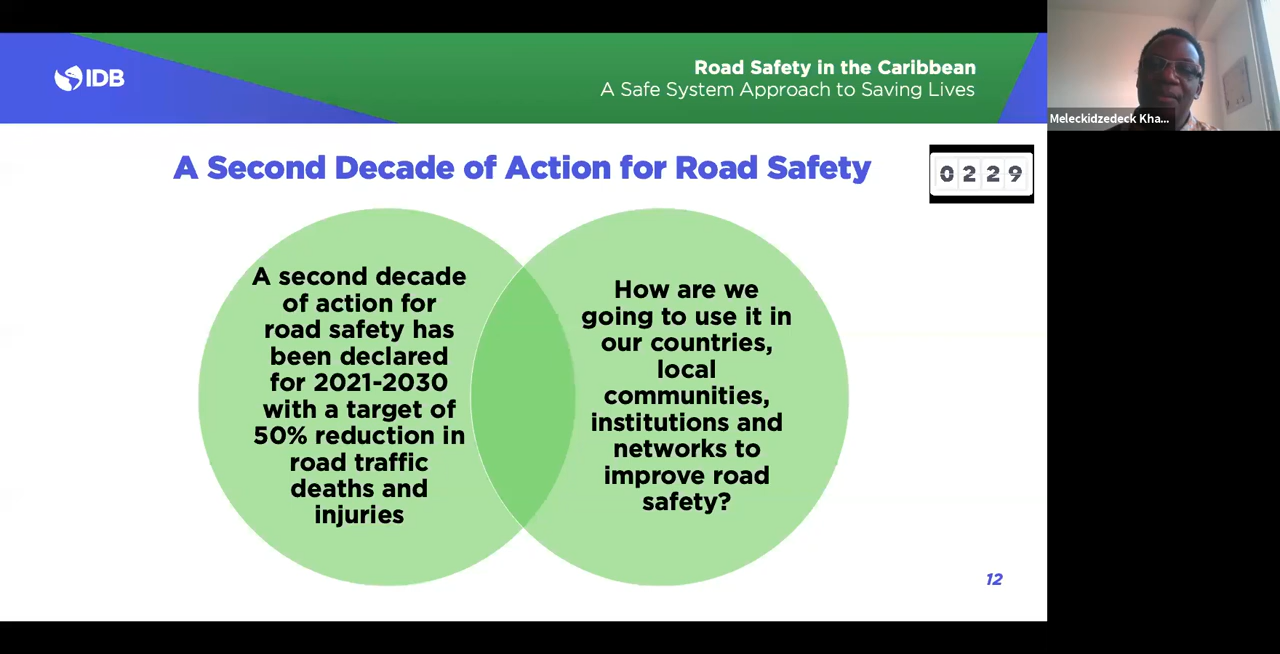 IDB
Road Safety in the Caribbean
A Safe System Approach to Saving Lives
Meleckidzedeck Kha...
A Second Decade of Action for Road Safety
0229
A second decade
of action for
road safety has
been declared
for 2021-2030
with a target of
50% reduction in
road traffic
deaths and
injuries
How are we
going to use it in
our countries,
local
communities,
institutions and
networks to
improve road
safety?
12